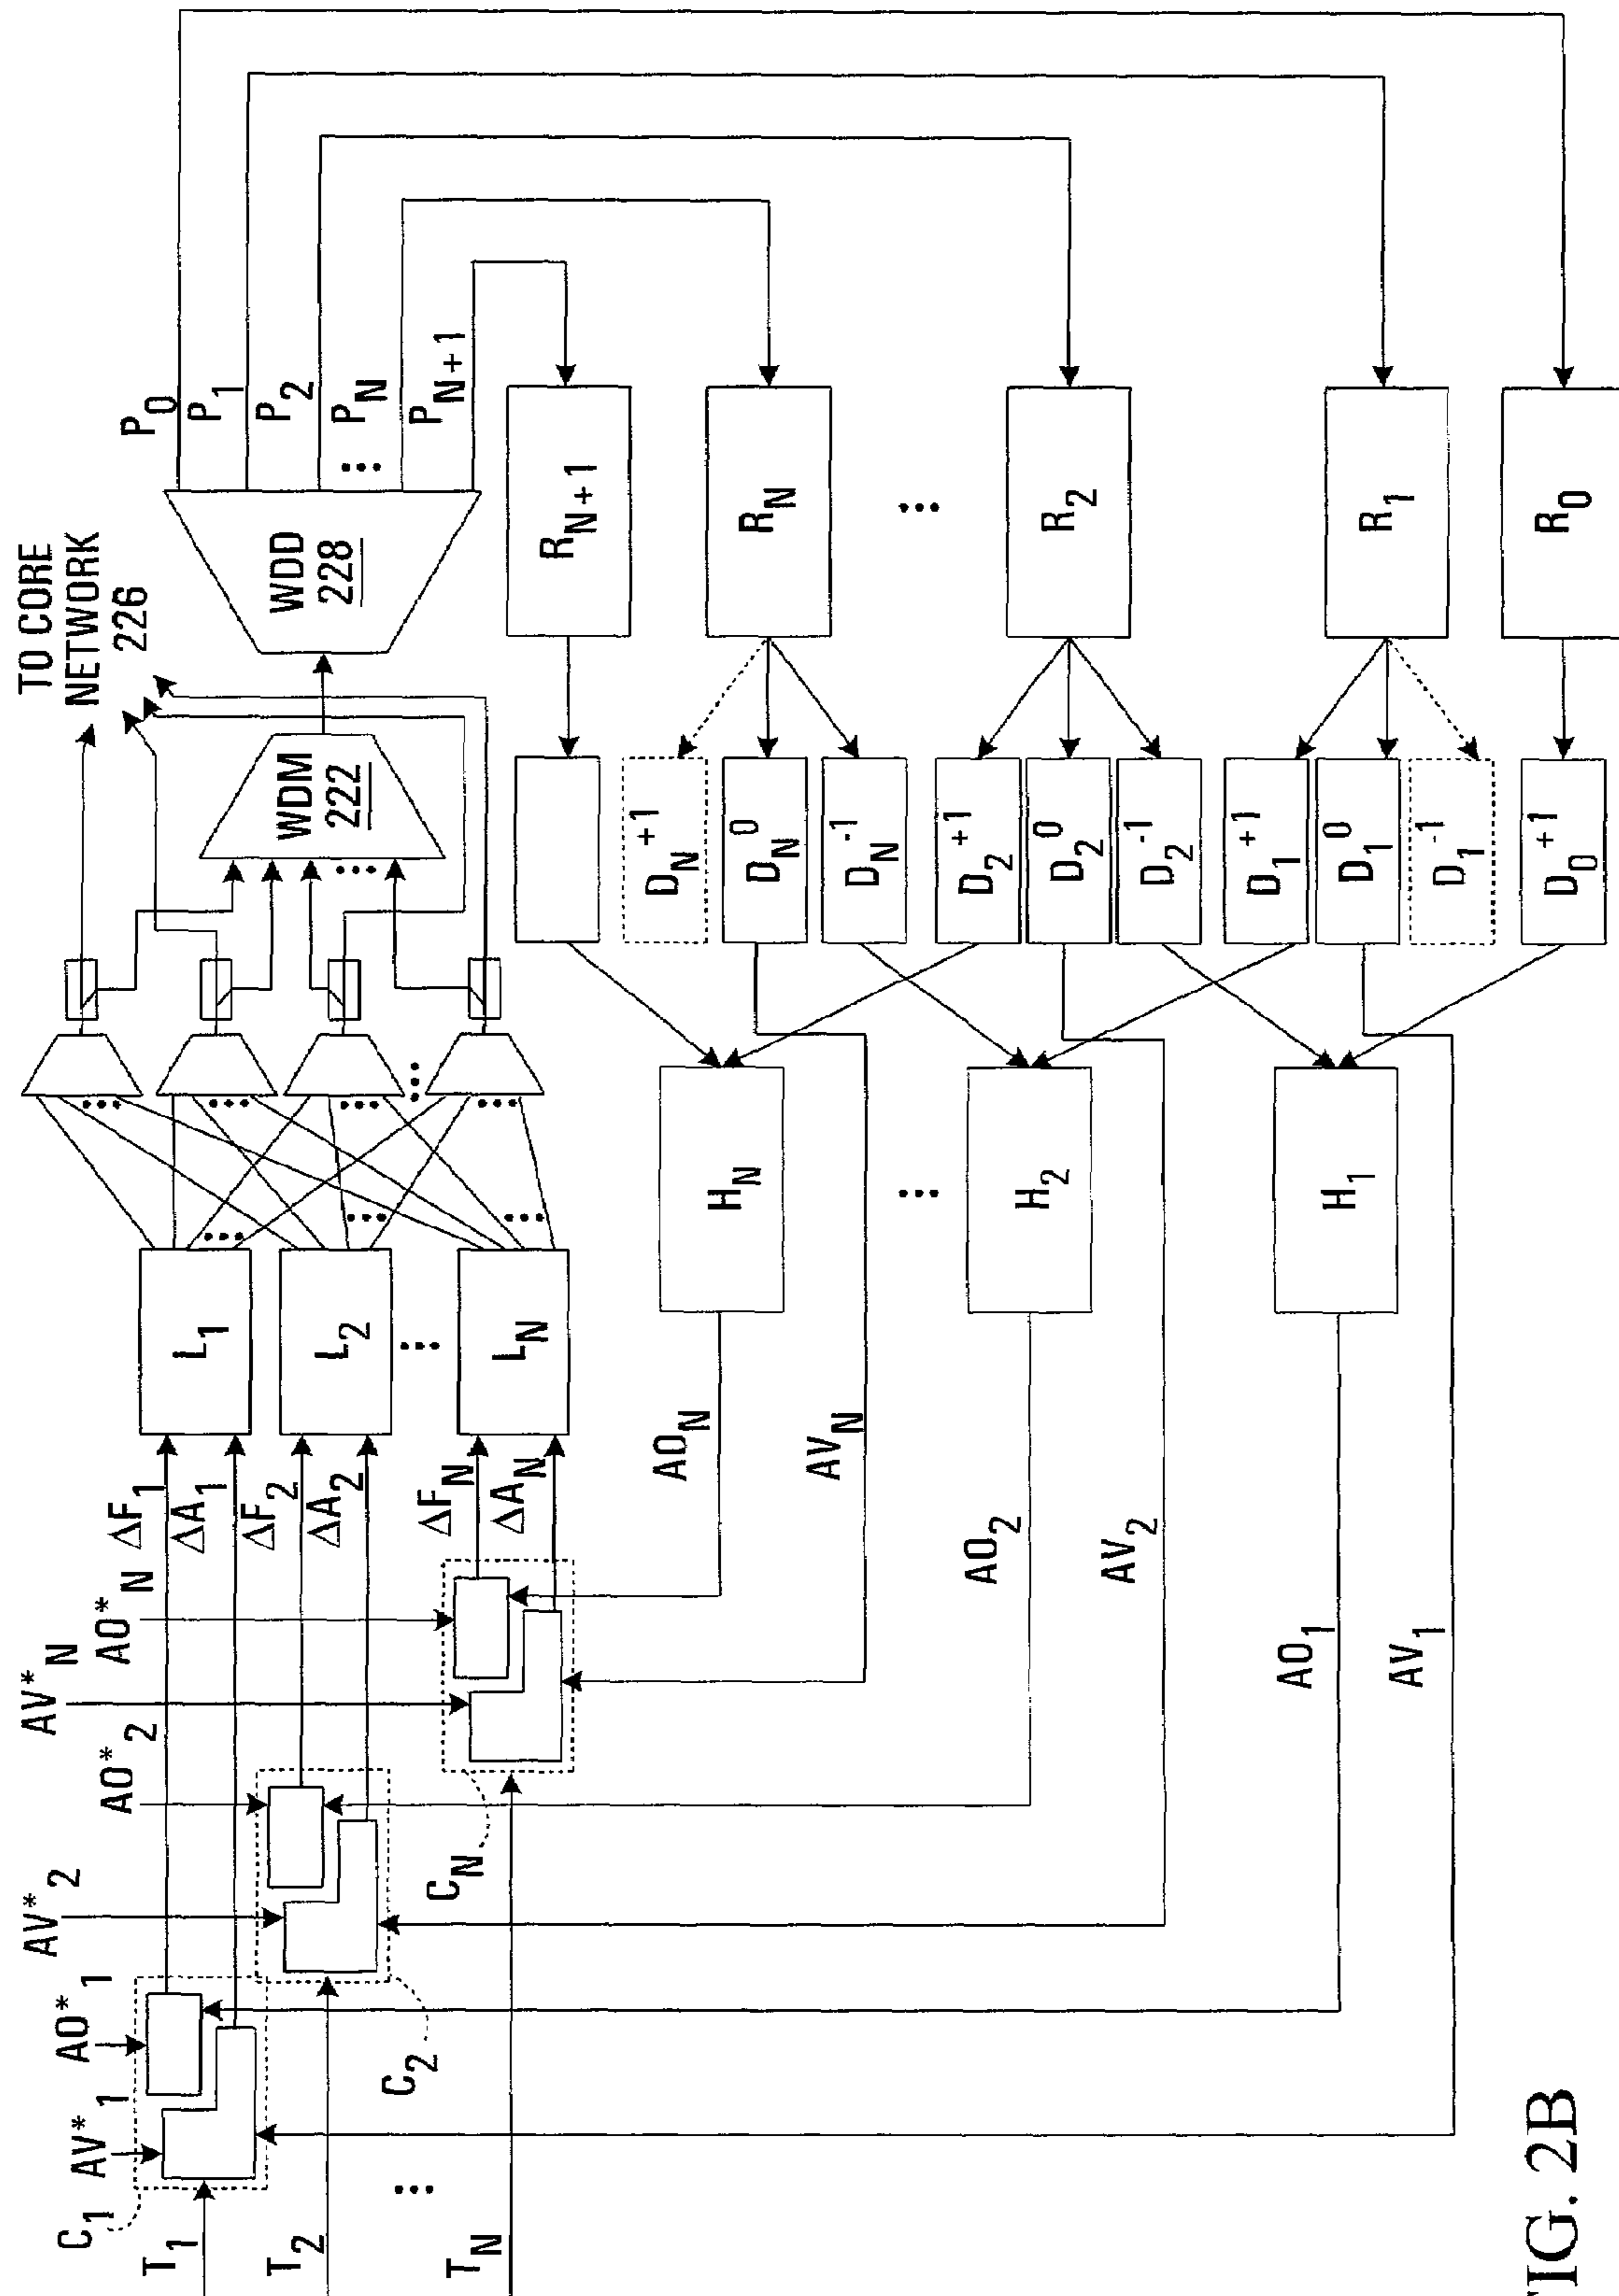 TO CORE
NETWORK
226
P0
P1
P2
...
PN
PN+1
WDD
228
WDM
222
L1
L2
...
LN
ΔF1
ΔA1
ΔF2
ΔA2
ΔFN
ΔAN
AV*1
AO*1
AV*2
AO*2
AV*N
AO*N
C1
C2
CN
T1
T2
...
TN
RN+1
RN
...
R2
R1
R0
DN+1
DN0
DN-1
D2+1
D20
D2-1
D1+1
D10
D1-1
D0+1
HN
...
H2
H1
AON
AVN
AO2
AV2
AO1
AV1
FIG. 2B